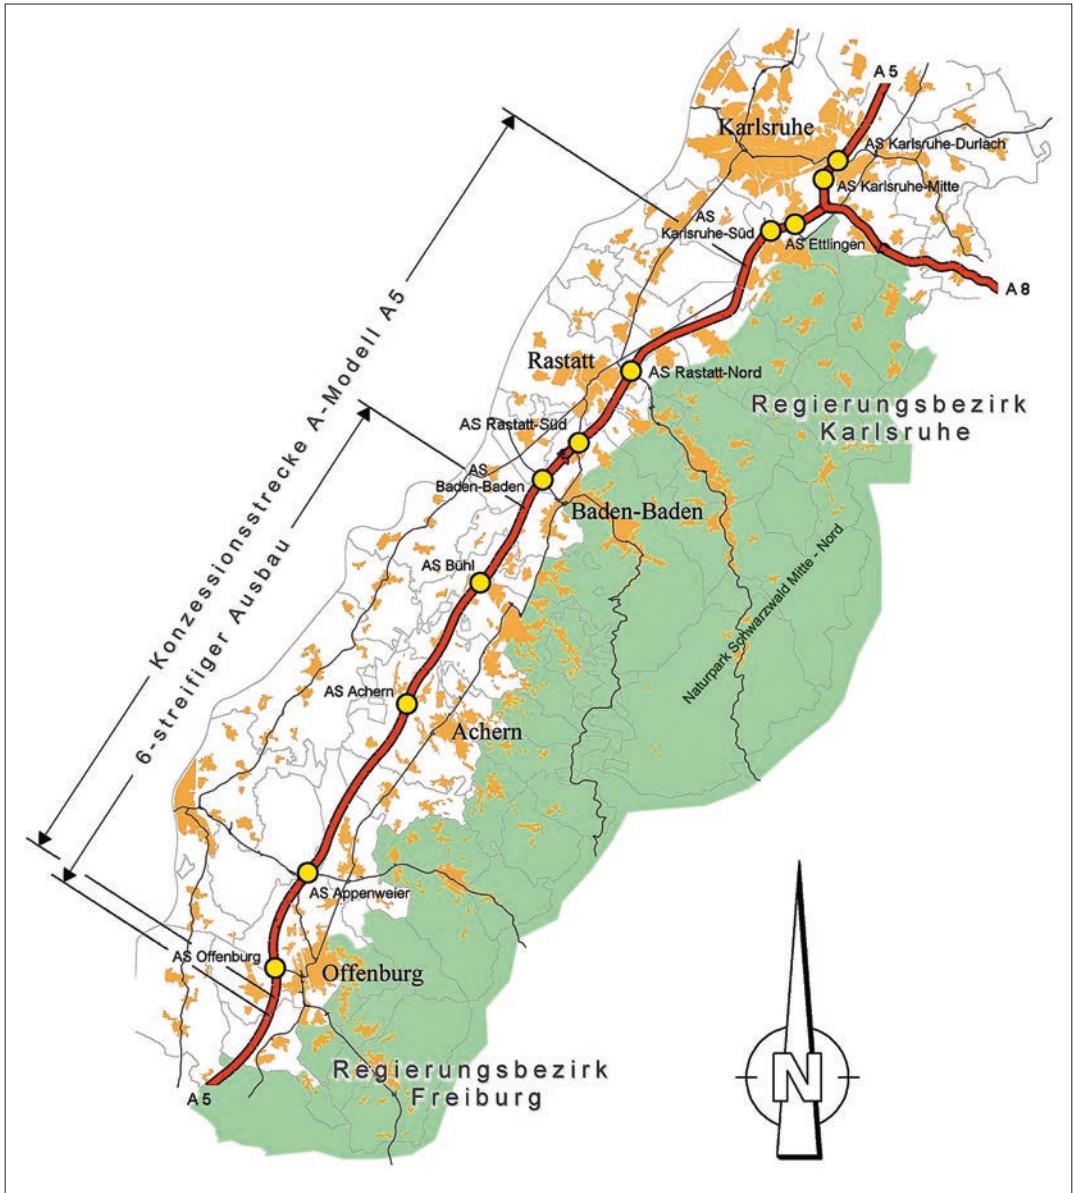 A 5
Karlsruhe
AS Karlsruhe-Durlach
AS Karlsruhe-Mitte
AS
Karlsruhe-Süd
AS Ettlingen
A 8
Konzessionsstrecke A-Modell A5
6-streifiger Ausbau
Rastatt
AS Rastatt-Nord
Regierungsbezirk
Karlsruhe
AS Rastatt-Süd
AS
Baden-Baden
Baden-Baden
Naturpark Schwarzwald Mitte - Nord
AS Bühl
AS Achern
Achern
AS Appenweier
AS Offenburg
Offenburg
Regierungsbezirk
Freiburg
A 5
N